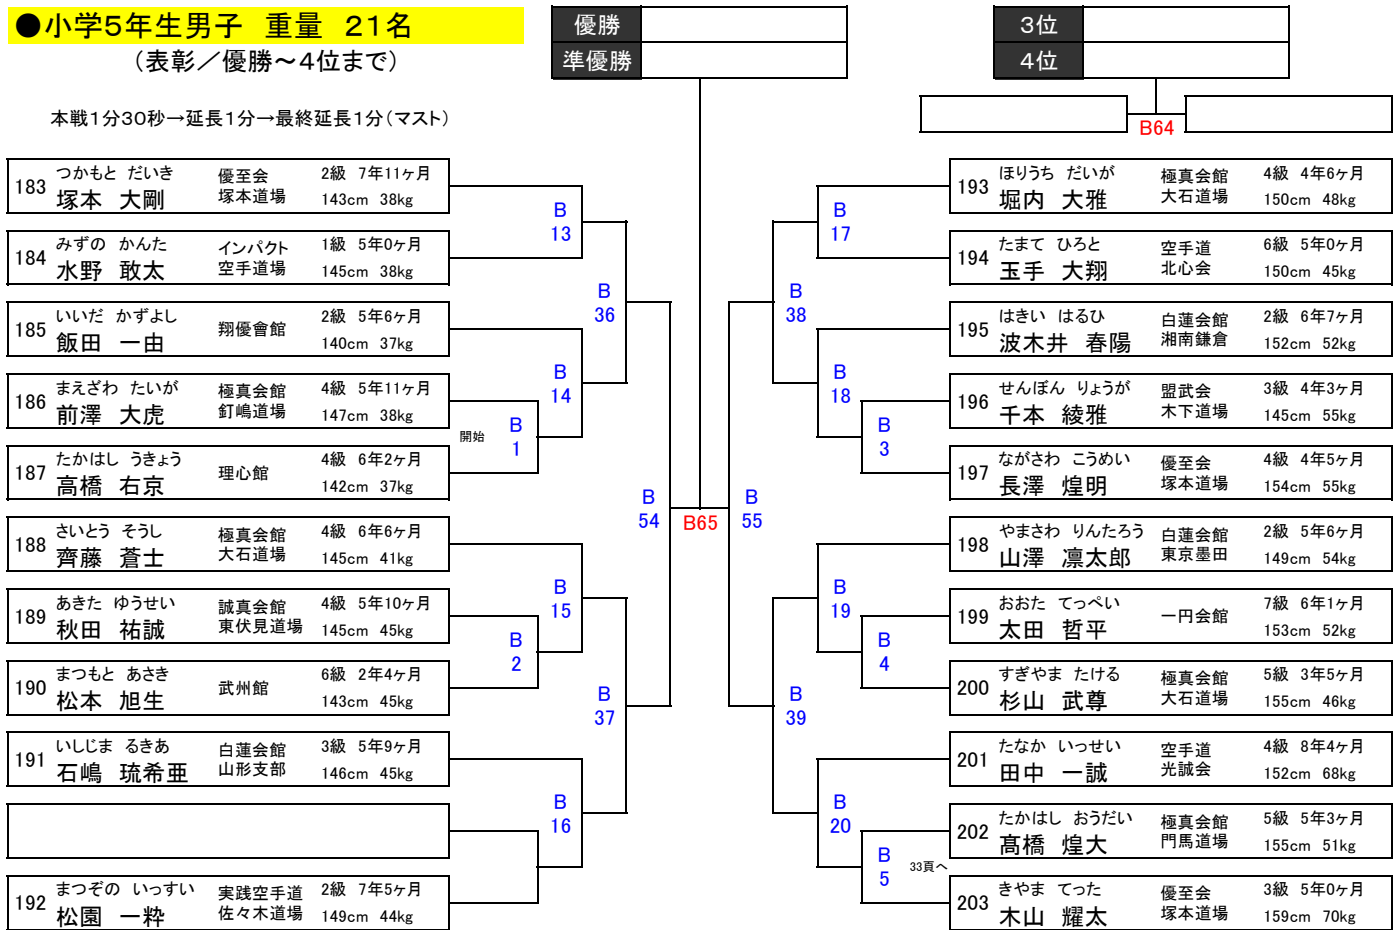 ●小学5年生男子　重量　21名
（表彰／優勝～4位まで）
本戦1分30秒→延長1分→最終延長1分（マスト）
優勝
準優勝
3位
4位
B64
183 つかもと だいき 優至会 2級 7年11ヶ月
塚本 大剛 塚本道場 143cm 38kg
184 みずの かんた インパクト 1級 5年0ヶ月
水野 敢太 空手道場 145cm 38kg
185 いいだ かずよし 翔優會館 2級 5年6ヶ月
飯田 一由 140cm 37kg
186 まえざわ たいが 極真会館 4級 5年11ヶ月
前澤 大虎 釘嶋道場 147cm 38kg
187 たかはし うきょう 理心館 4級 6年2ヶ月
高橋 右京 142cm 37kg
188 さいとう そうし 極真会館 4級 6年6ヶ月
齊藤 蒼士 大石道場 145cm 41kg
189 あきた ゆうせい 誠真会館 4級 5年10ヶ月
秋田 祐誠 東伏見道場 145cm 45kg
190 まつもと あさき 武州館 6級 2年4ヶ月
松本 旭生 143cm 45kg
191 いしじま るきあ 白蓮会館 3級 5年9ヶ月
石嶋 琉希亜 山形支部 146cm 45kg
192 まつぞの いっすい 実践空手道 2級 7年5ヶ月
松園 一粋 佐々木道場 149cm 44kg
B
13
B
36
B
14
開始
B
1
B
54
B65
B
55
B
15
B
2
B
37
B
16
B
17
B
38
B
18
B
3
B
19
B
4
B
39
B
20
B
5
33頁へ
193 ほりうち だいが 極真会館 4級 4年6ヶ月
堀内 大雅 大石道場 150cm 48kg
194 たまて ひろと 空手道 6級 5年0ヶ月
玉手 大翔 北心会 150cm 45kg
195 はきい はるひ 白蓮会館 2級 6年7ヶ月
波木井 春陽 湘南鎌倉 152cm 52kg
196 せんぼん りょうが 盟武会 3級 4年3ヶ月
千本 綾雅 木下道場 145cm 55kg
197 ながさわ こうめい 優至会 4級 4年5ヶ月
長澤 煌明 塚本道場 154cm 55kg
198 やまさわ りんたろう 白蓮会館 2級 5年6ヶ月
山澤 凛太郎 東京墨田 149cm 54kg
199 おおた てっぺい 一円会館 7級 6年1ヶ月
太田 哲平 153cm 52kg
200 すぎやま たける 極真会館 5級 3年5ヶ月
杉山 武尊 大石道場 155cm 46kg
201 たなか いっせい 空手道 4級 8年4ヶ月
田中 一誠 光誠会 152cm 68kg
202 たかはし おうだい 極真会館 5級 5年3ヶ月
髙橋 煌大 門馬道場 155cm 51kg
203 きやま てった 優至会 3級 5年0ヶ月
木山 耀太 塚本道場 159cm 70kg